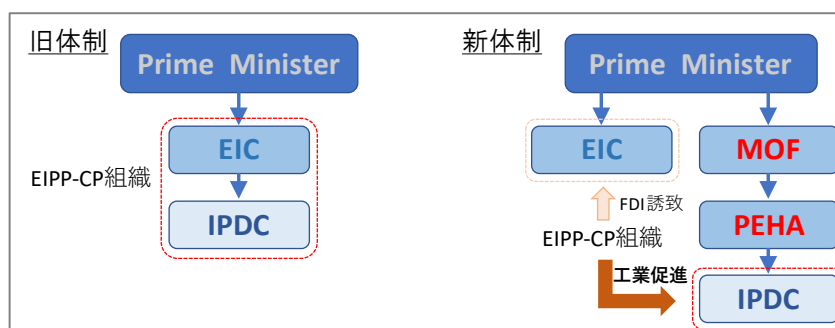 旧体制
Prime Minister
EIC
EIPP-CP組織
IPDC
新体制
Prime Minister
EIC
MOF
FDI誘致
EIPP-CP組織
PEHA
工業促進
IPDC